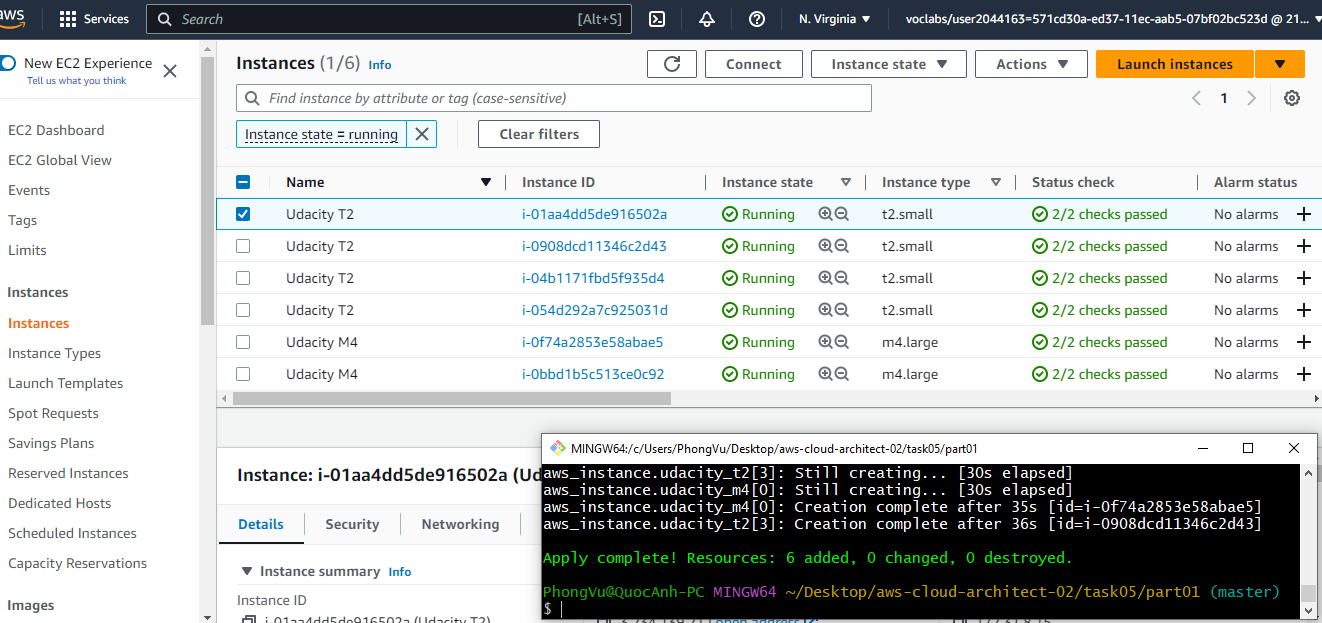 aws
Services
Search
[Alt+S]
N. Virginia
voclabs/user2044163=571cd30a-ed37-11ec-aab5-07bf02bc523d @ 21...
New EC2 Experience
Tell us what you think
EC2 Dashboard
EC2 Global View
Events
Tags
Limits
Instances
Instances
Instance Types
Launch Templates
Spot Requests
Savings Plans
Reserved Instances
Dedicated Hosts
Scheduled Instances
Capacity Reservations
Images
Instances (1/6) Info
Connect
Instance state
Actions
Launch instances
Find instance by attribute or tag (case-sensitive)
1
Instance state = running
Clear filters
Name Instance ID Instance state Instance type Status check Alarm status
Udacity T2 i-01aa4dd5de916502a Running t2.small 2/2 checks passed No alarms
Udacity T2 i-0908dcd11346c2d43 Running t2.small 2/2 checks passed No alarms
Udacity T2 i-04b1171fbd5f935d4 Running t2.small 2/2 checks passed No alarms
Udacity T2 i-054d292a7c925031d Running t2.small 2/2 checks passed No alarms
Udacity M4 i-0f74a2853e58abae5 Running m4.large 2/2 checks passed No alarms
Udacity M4 i-0bbd1b5c513ce0c92 Running m4.large 2/2 checks passed No alarms
Instance: i-01aa4dd5de916502a (Ud
Details
Security
Networking
Instance summary Info
Instance ID
i-01aa4dd5de916502a (Udacity T2)
open address
MINGW64:/c/Users/PhongVu/Desktop/aws-cloud-architect-02/task05/part01
aws_instance.udacity_t2[3]: Still creating... [30s elapsed]
aws_instance.udacity_m4[0]: Still creating... [30s elapsed]
aws_instance.udacity_m4[0]: Creation complete after 35s [id=i-0f74a2853e58abae5]
aws_instance.udacity_t2[3]: Creation complete after 36s [id=i-0908dcd11346c2d43]
Apply complete! Resources: 6 added, 0 changed, 0 destroyed.
PhongVu@QuocAnh-PC MINGW64 ~/Desktop/aws-cloud-architect-02/task05/part01 (master)
$